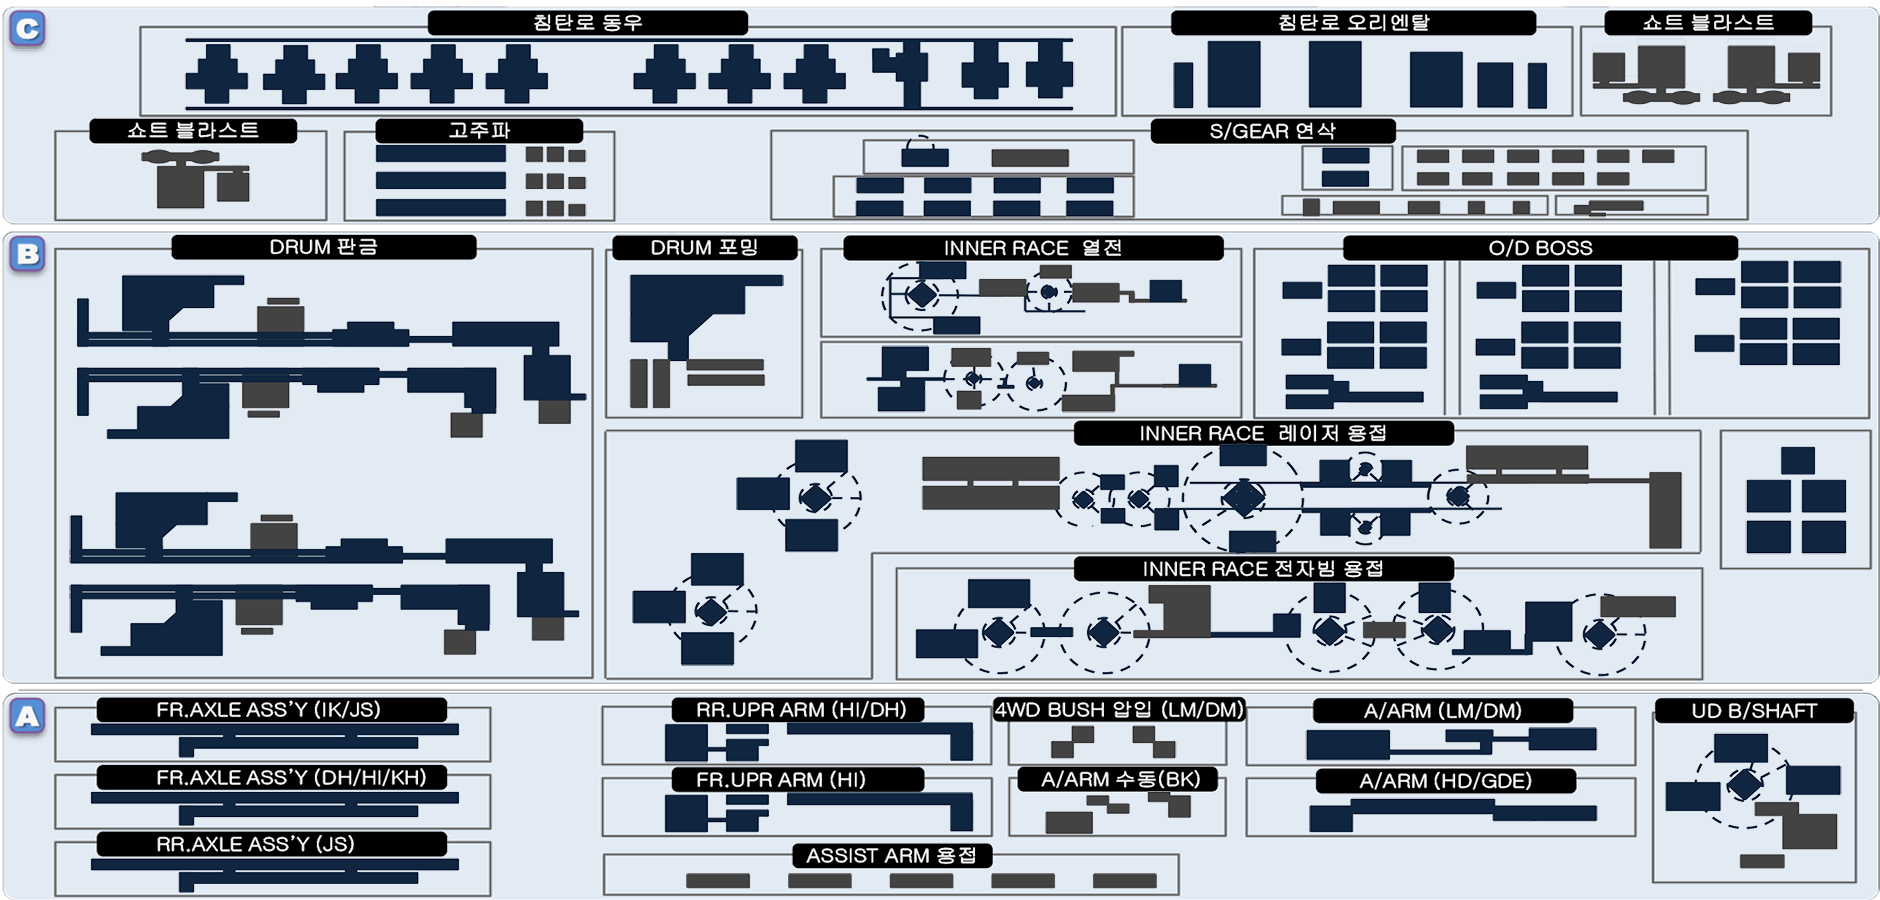 C
침탄로 동우
침탄로 오리엔탈
쇼트 블라스트
쇼트 블라스트
고주파
S/GEAR 연삭
B
DRUM 판금
DRUM 포밍
INNER RACE 열전
O/D BOSS
INNER RACE 레이저 용접
INNER RACE 전자빔 용접
A
FR.AXLE ASS'Y (IK/JS)
RR.UPR ARM (HI/DH)
4WD BUSH 압입 (LM/DM)
A/ARM (LM/DM)
UD B/SHAFT
FR.AXLE ASS'Y (DH/HI/KH)
FR.UPR ARM (HI)
A/ARM 수동(BK)
A/ARM (HD/GDE)
RR.AXLE ASS'Y (JS)
ASSIST ARM 용접